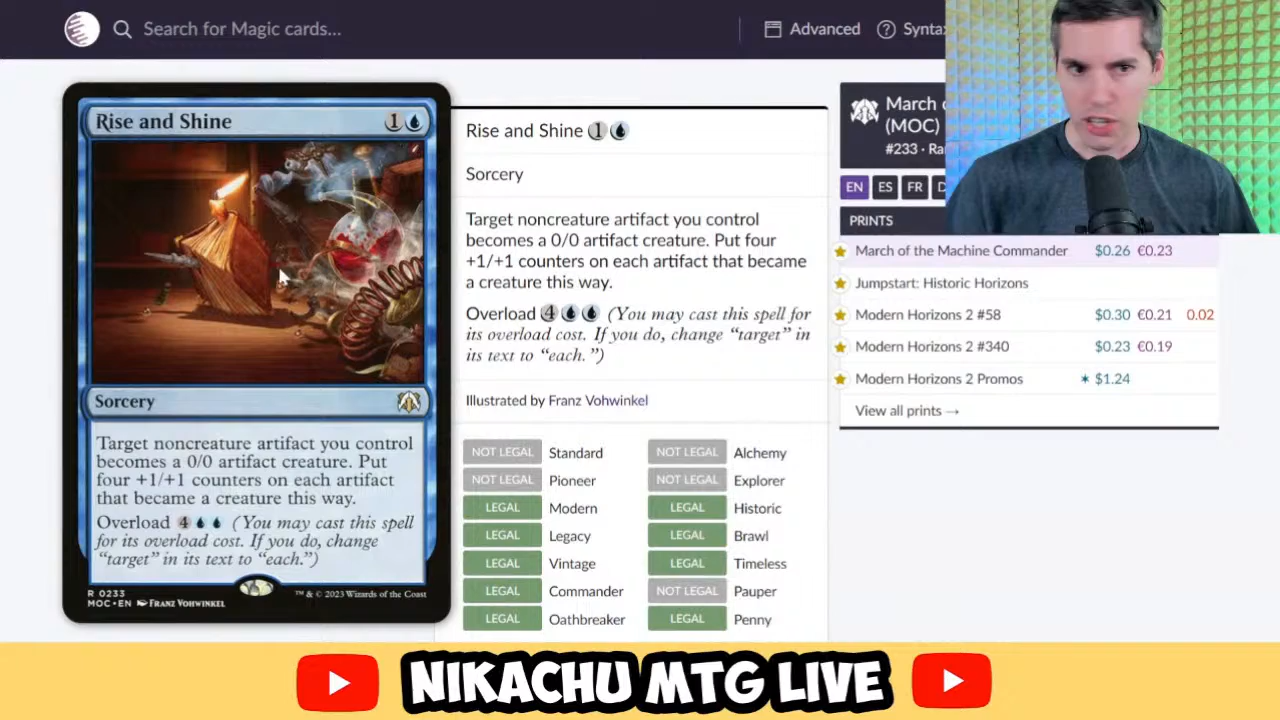 Search for Magic cards...
Advanced
Synta
Rise and Shine 1
Sorcery
Target noncreature artifact you control
becomes a 0/0 artifact creature. Put
four +1/+1 counters on each artifact
that became a creature this way.
Overload 4 (You may cast this spell
for its overload cost. If you do, change
“target” in its text to “each.”)
R 0233
MOC • EN Franz Vohwinkel
™ & © 2023 Wizards of the Coast
Rise and Shine 1
Sorcery
Target noncreature artifact you control
becomes a 0/0 artifact creature. Put four
+1/+1 counters on each artifact that became
a creature this way.
Overload 4 (You may cast this spell for
its overload cost. If you do, change “target” in
its text to “each.”)
Illustrated by Franz Vohwinkel
NOT LEGAL Standard NOT LEGAL Alchemy
NOT LEGAL Pioneer NOT LEGAL Explorer
LEGAL Modern LEGAL Historic
LEGAL Legacy LEGAL Brawl
LEGAL Vintage LEGAL Timeless
LEGAL Commander NOT LEGAL Pauper
LEGAL Oathbreaker LEGAL Penny
March o
(MOC)
#233 · Ra
EN ES FR D
PRINTS
March of the Machine Commander $0.26 €0.23
Jumpstart: Historic Horizons
Modern Horizons 2 #58 $0.30 €0.21 0.02
Modern Horizons 2 #340 $0.23 €0.19
Modern Horizons 2 Promos ✶ $1.24
View all prints →
NIKACHU MTG LIVE